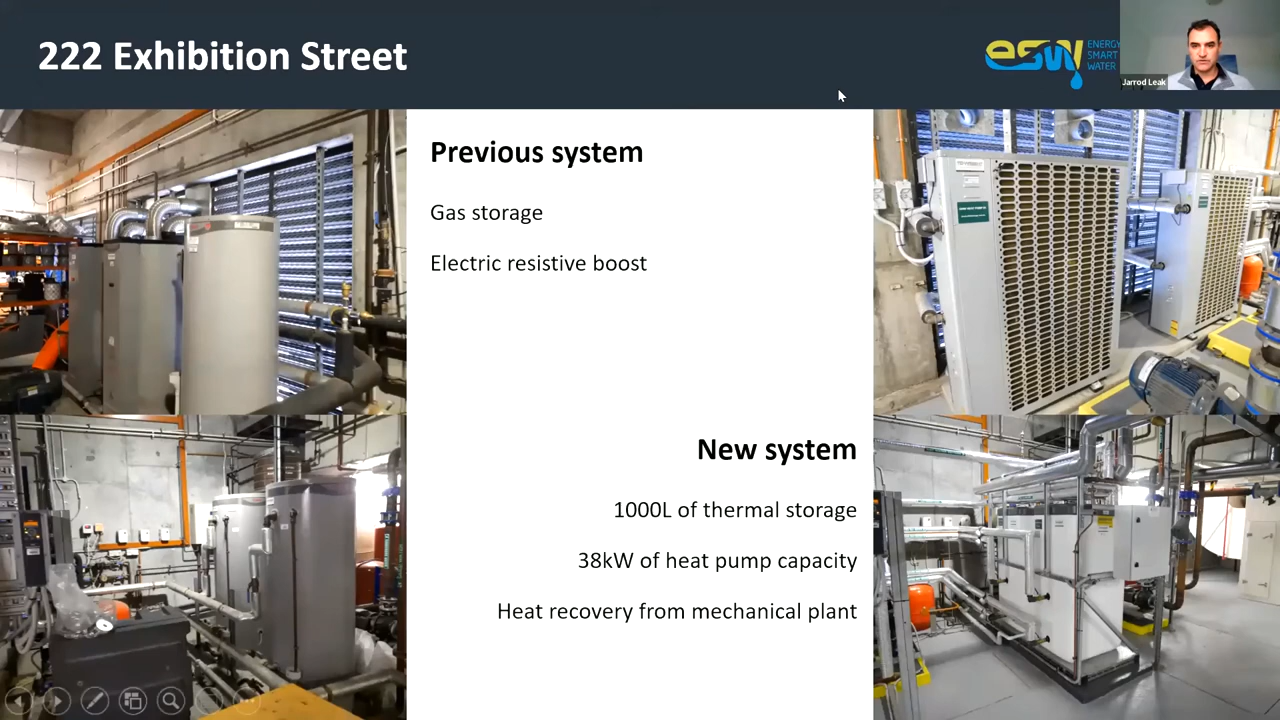 222 Exhibition Street
esw
ENERGY
SMART
WATER
Jarrod Leak
Previous system
Gas storage
Electric resistive boost
New system
1000L of thermal storage
38kW of heat pump capacity
Heat recovery from mechanical plant